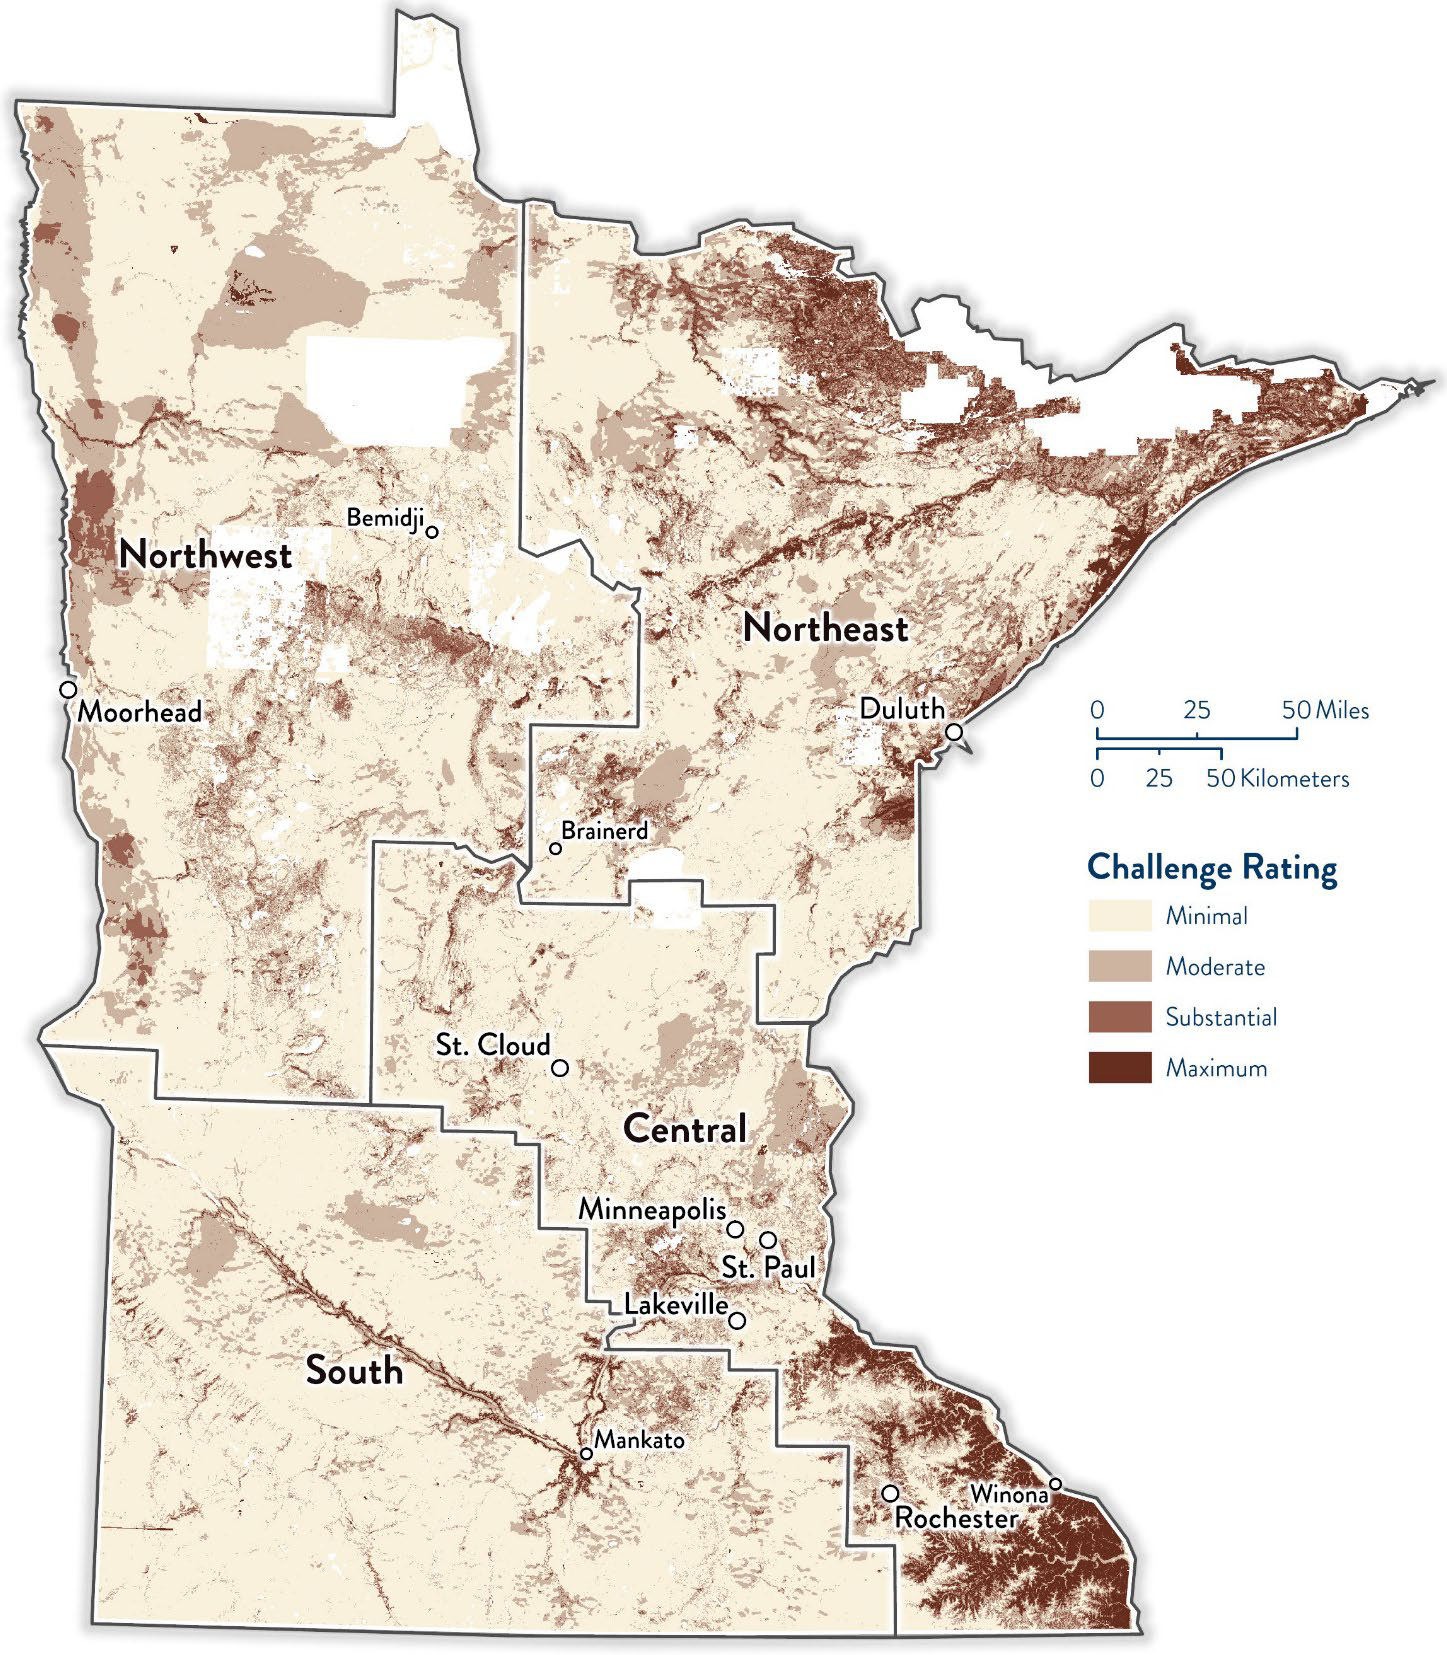 Bemidji
Northwest
Northeast
Moorhead
Duluth
0 25 50 Miles
0 25 50 Kilometers
Brainerd
Challenge Rating
Minimal
Moderate
Substantial
Maximum
St. Cloud
Central
Minneapolis
St. Paul
Lakeville
South
Mankato
Winona
Rochester